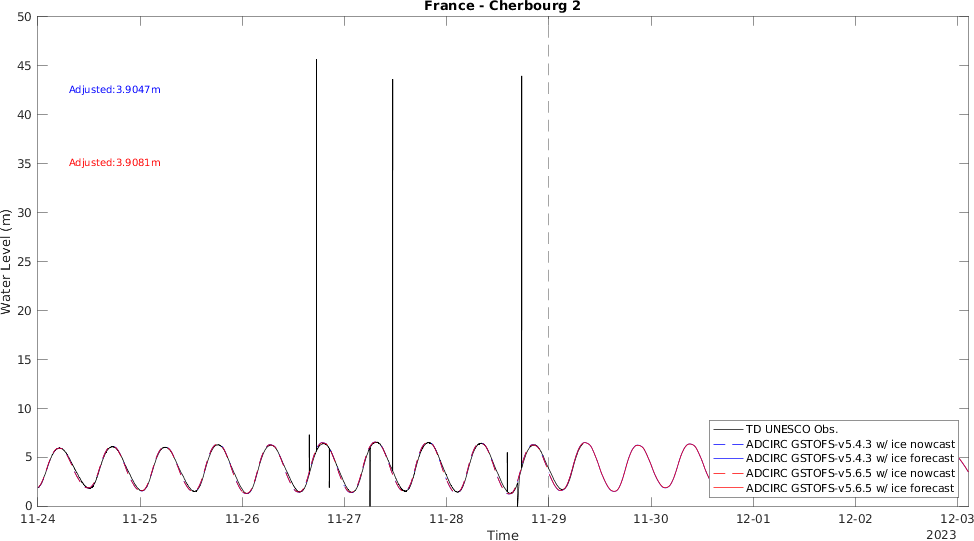 France - Cherbourg 2
50
45
40
35
30
25
20
15
10
5
0
Water Level (m)
Adjusted:3.9047m
Adjusted:3.9081m
TD UNESCO Obs.
ADCIRC GSTOFS-v5.4.3 w/ ice nowcast
ADCIRC GSTOFS-v5.4.3 w/ ice forecast
ADCIRC GSTOFS-v5.6.5 w/ ice nowcast
ADCIRC GSTOFS-v5.6.5 w/ ice forecast
11-24 11-25 11-26 11-27 11-28 11-29 11-30 12-01 12-02 12-03
Time
2023